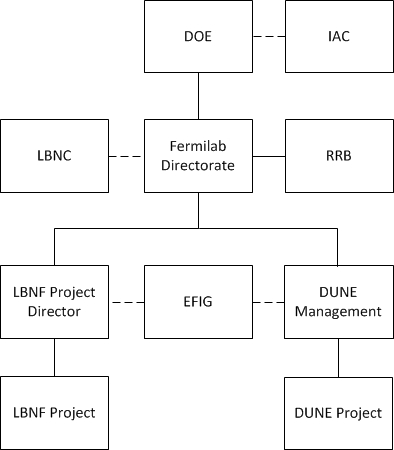 DOE
IAC
LBNC
Fermilab
Directorate
RRB
LBNF Project
Director
EFIG
DUNE
Management
LBNF Project
DUNE Project